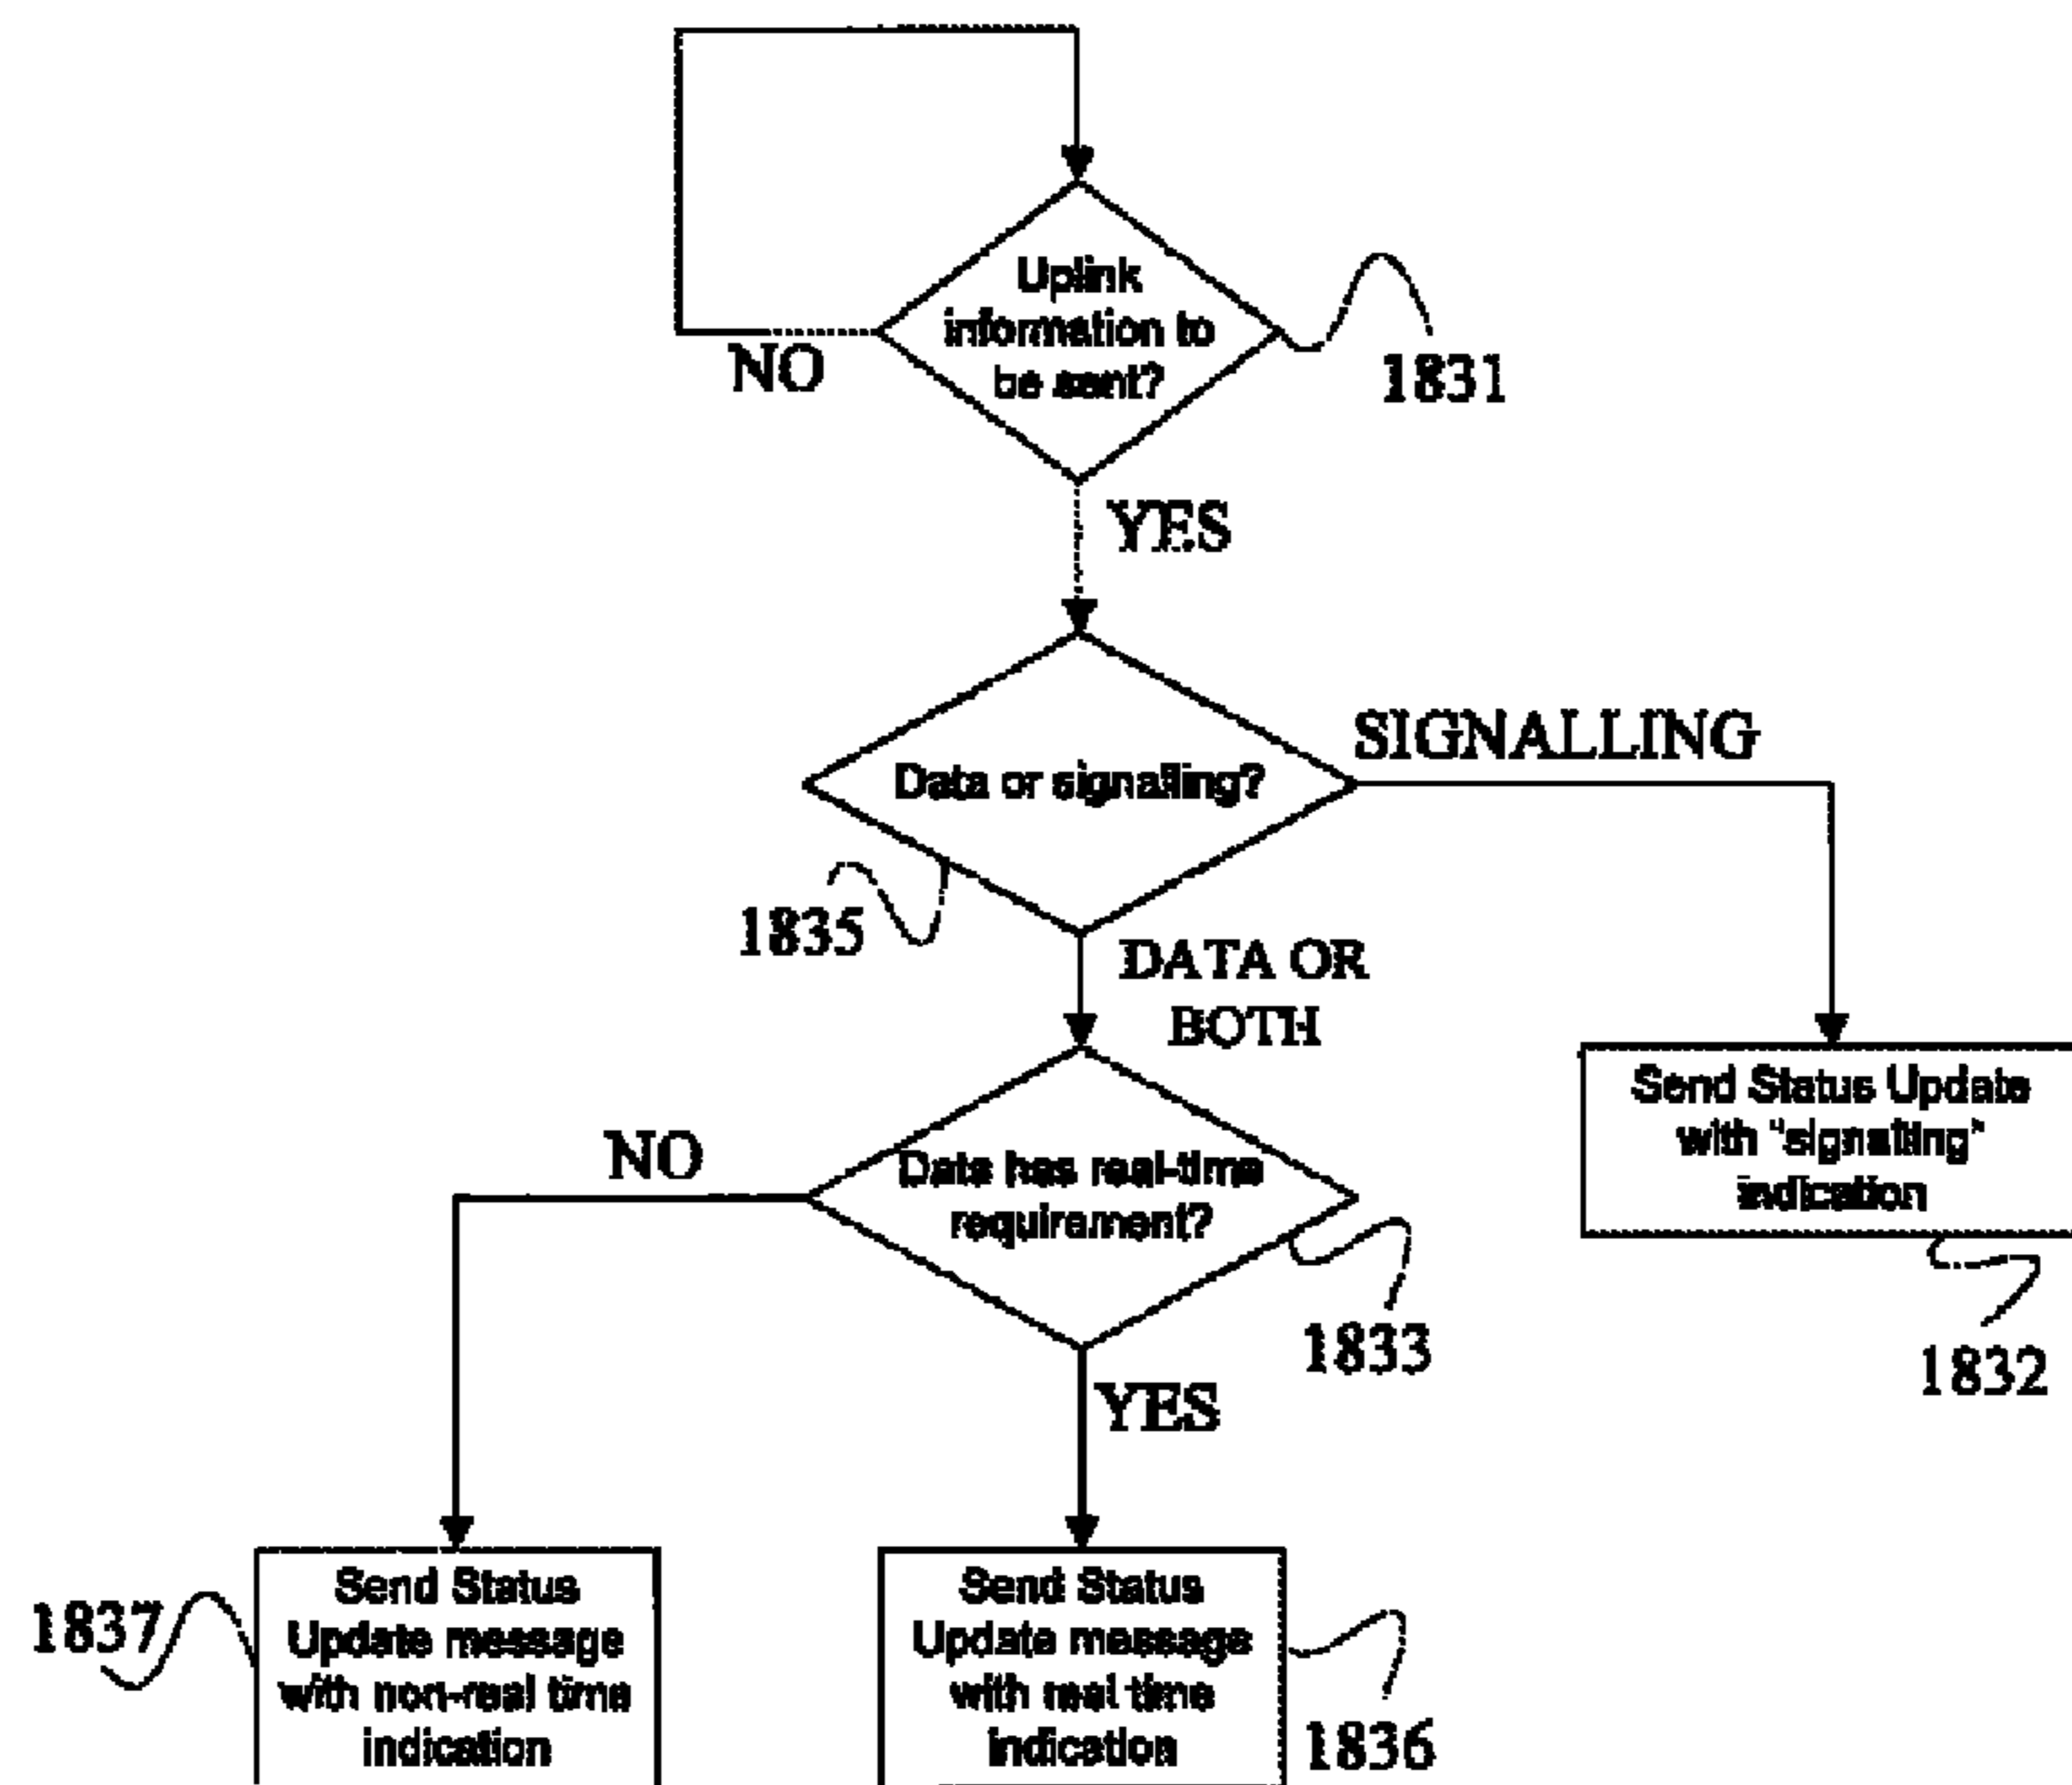 Uplink
information to
be sent?
NO
1831
YES
SIGNALLING
Data or signalling?
1835
DATA OR
BOTH
Send Status Update
with "signalling"
indication
NO
Data has real-time
requirement?
1833
1832
YES
1837
Send Status
Update message
with non-real time
indication
Send Status
Update message
with real time
indication
1836